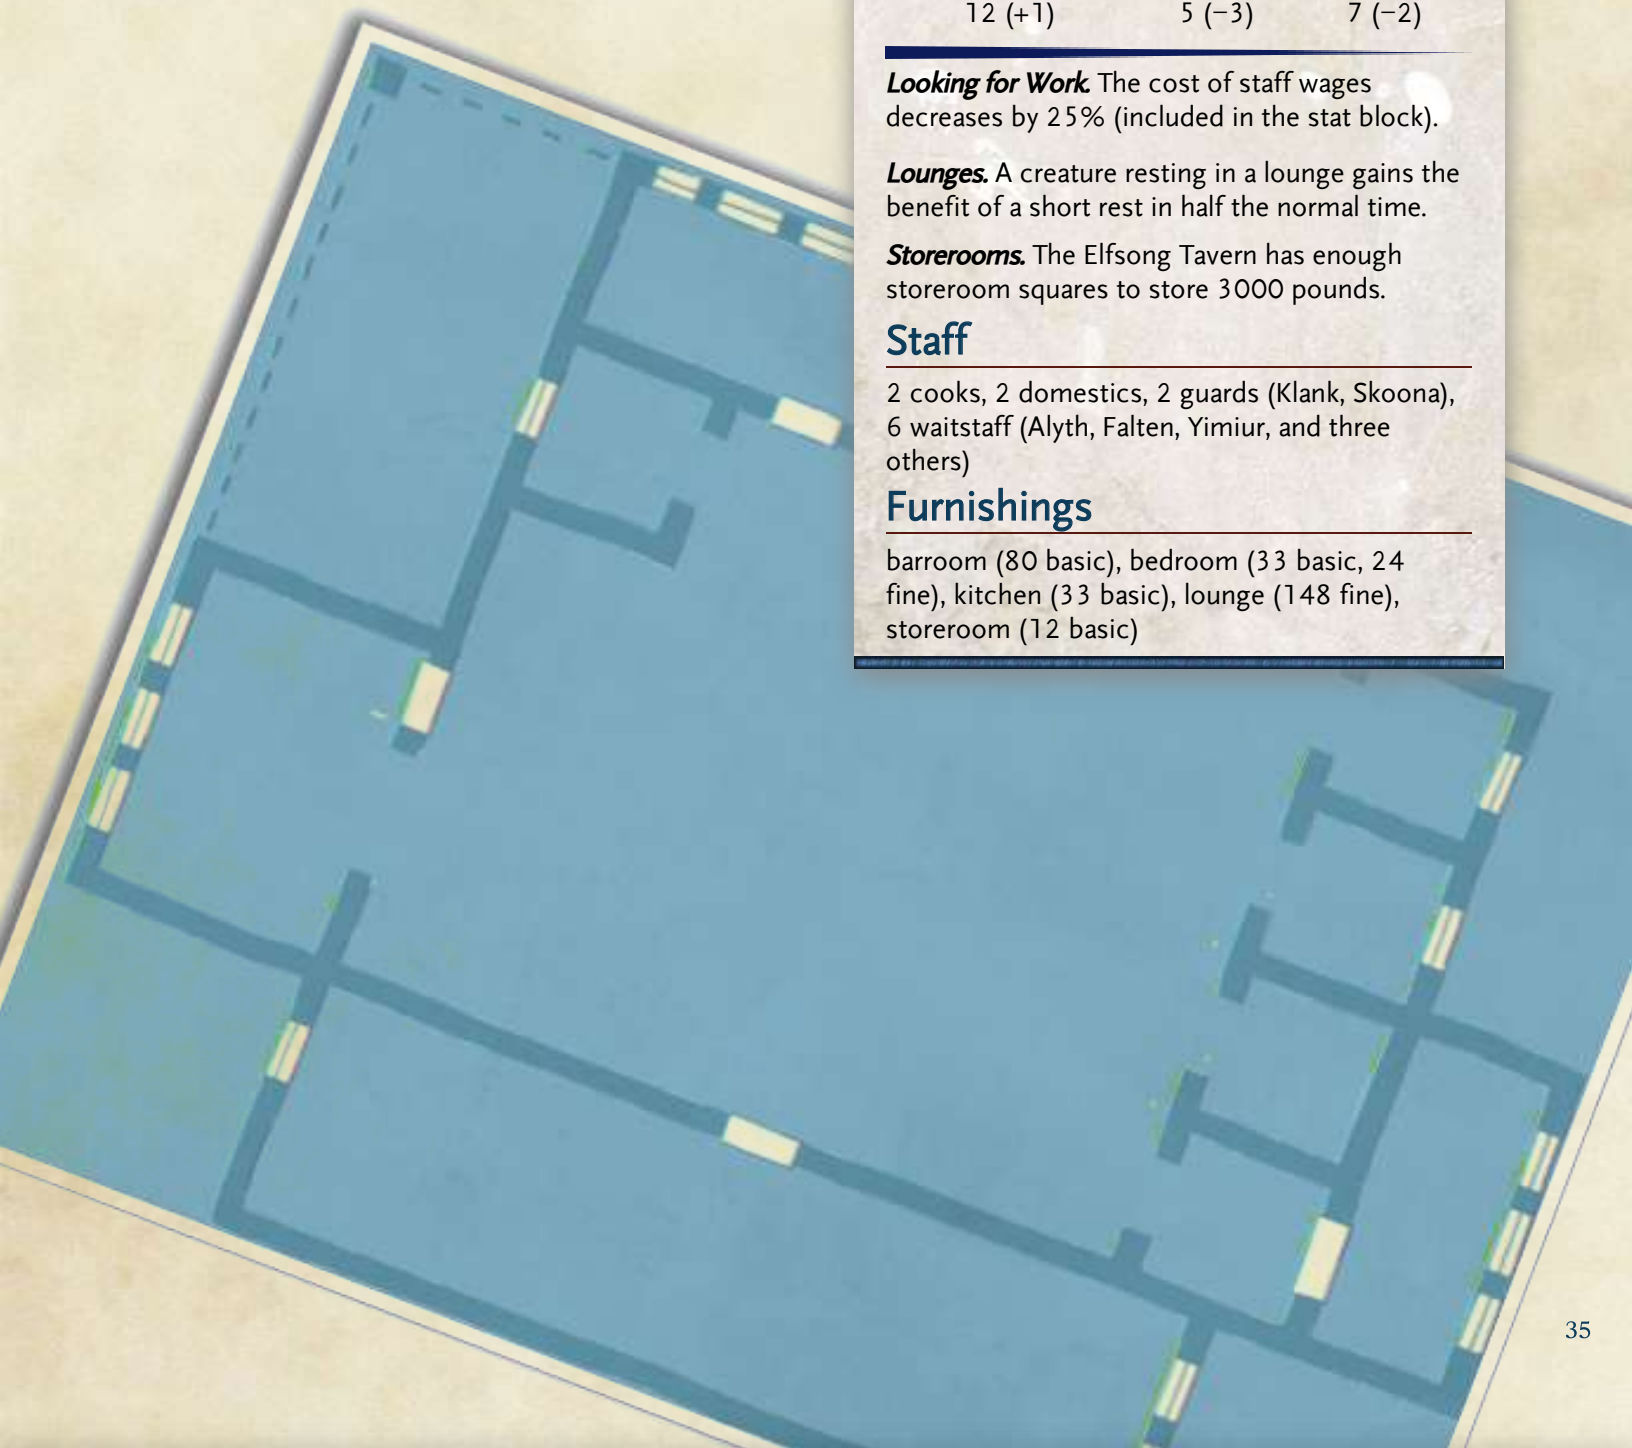 12 (+1) 5 (−3) 7 (−2)
Looking for Work. The cost of staff wages
decreases by 25% (included in the stat block).
Lounges. A creature resting in a lounge gains the
benefit of a short rest in half the normal time.
Storerooms. The Elfsong Tavern has enough
storeroom squares to store 3000 pounds.
Staff
2 cooks, 2 domestics, 2 guards (Klank, Skoona),
6 waitstaff (Alyth, Falten, Yimiur, and three
others)
Furnishings
barroom (80 basic), bedroom (33 basic, 24
fine), kitchen (33 basic), lounge (148 fine),
storeroom (12 basic)
35